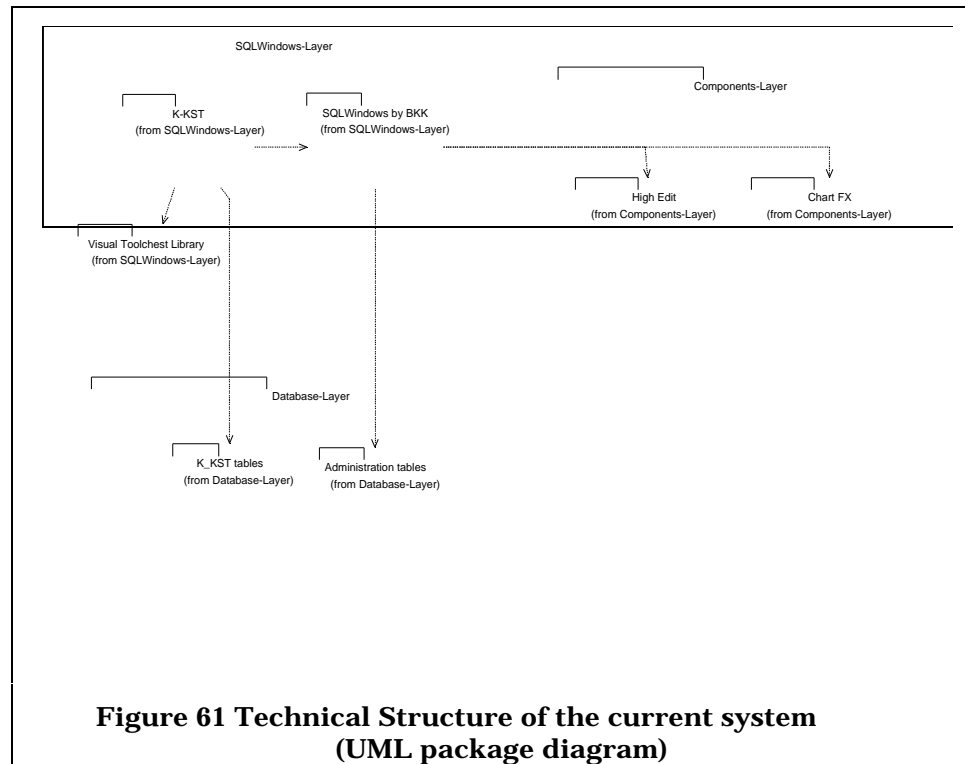 SQLWindows-Layer
Components-Layer
K-KST
(from SQLWindows-Layer)
SQLWindows by BKK
(from SQLWindows-Layer)
High Edit
(from Components-Layer)
Chart FX
(from Components-Layer)
Visual Toolchest Library
(from SQLWindows-Layer)
Database-Layer
K_KST tables
(from Database-Layer)
Administration tables
(from Database-Layer)
Figure 61 Technical Structure of the current system
(UML package diagram)